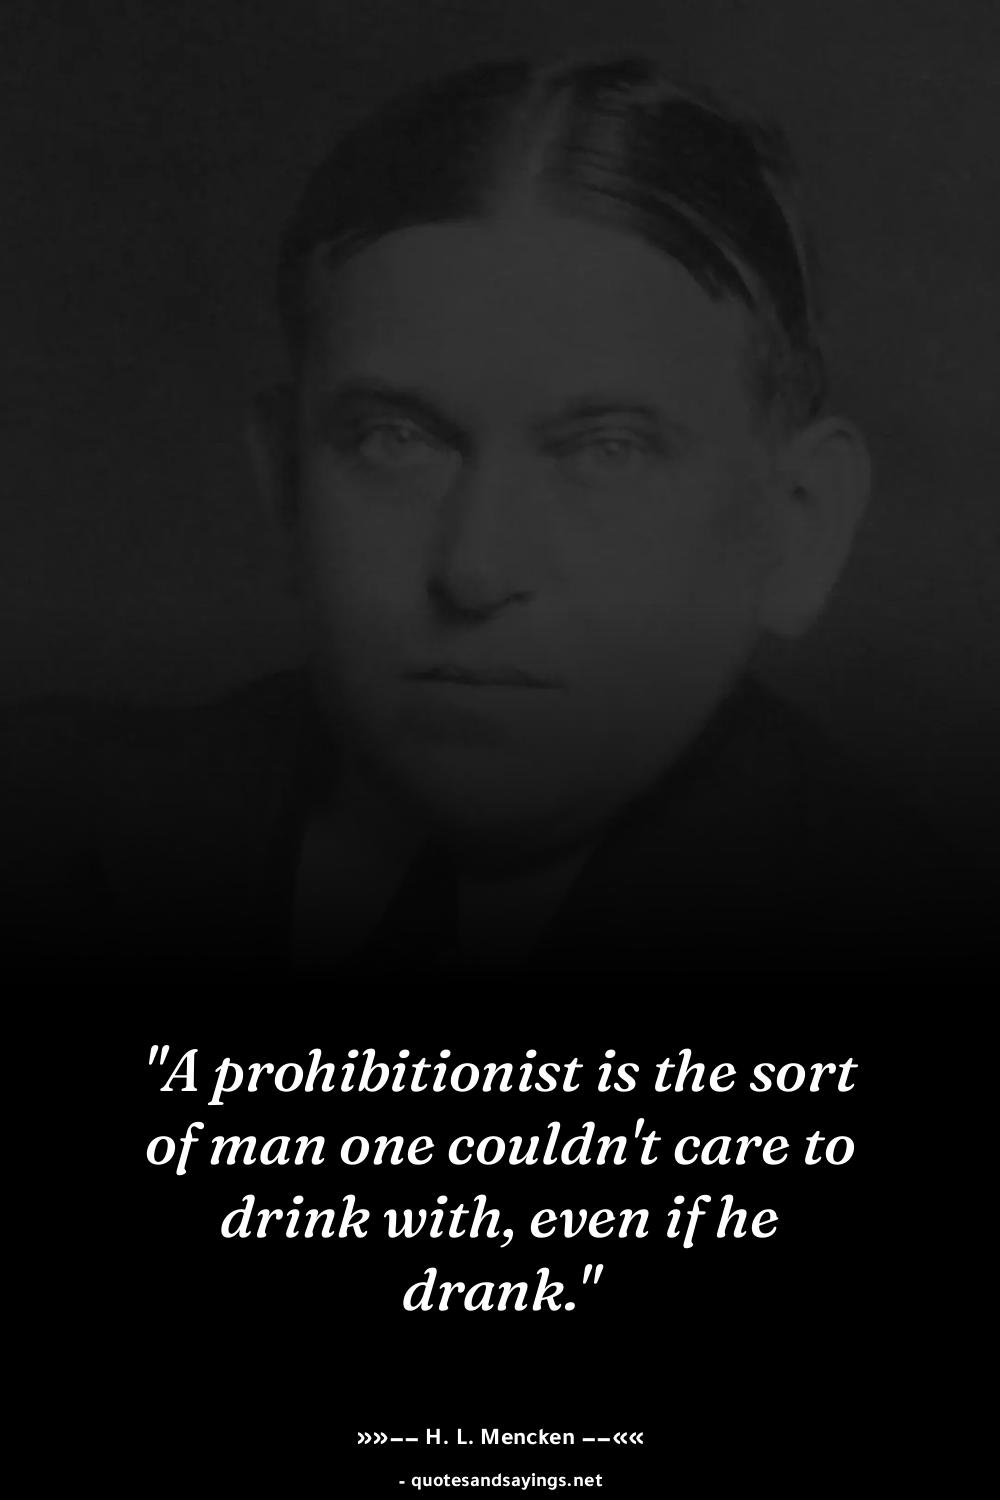 "A prohibitionist is the sort
of man one couldn't care to
drink with, even if he
drank."
»»–– H. L. Mencken ––««
- quotesandsayings.net